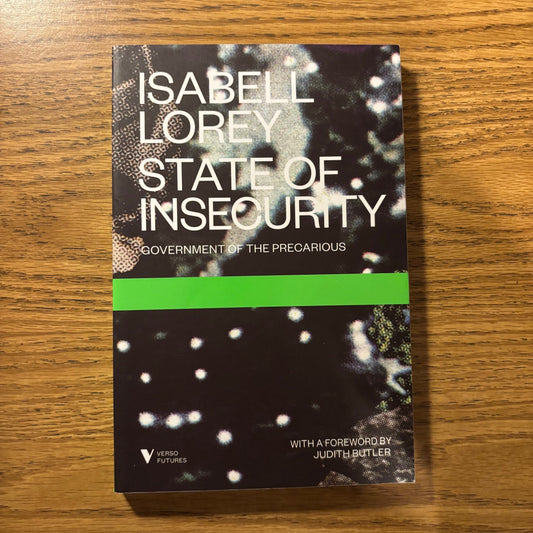 ISABELL
LOREY
STATE OF
INSECURITY
GOVERNMENT OF THE PRECARIOUS
WITH A FOREWORD BY
JUDITH BUTLER
V VERSO
FUTURES